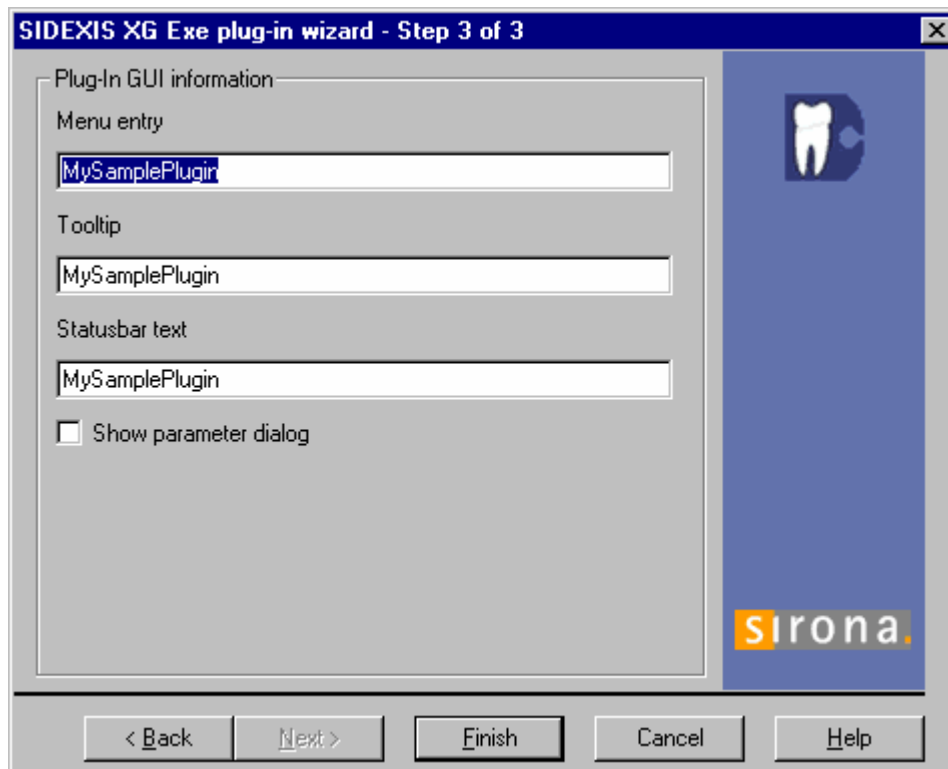 SIDEXIS XG Exe plug-in wizard - Step 3 of 3
Plug-In GUI information
Menu entry
MySamplePlugin
Tooltip
MySamplePlugin
Statusbar text
MySamplePlugin
Show parameter dialog
sirona.
< Back Next > Finish Cancel Help